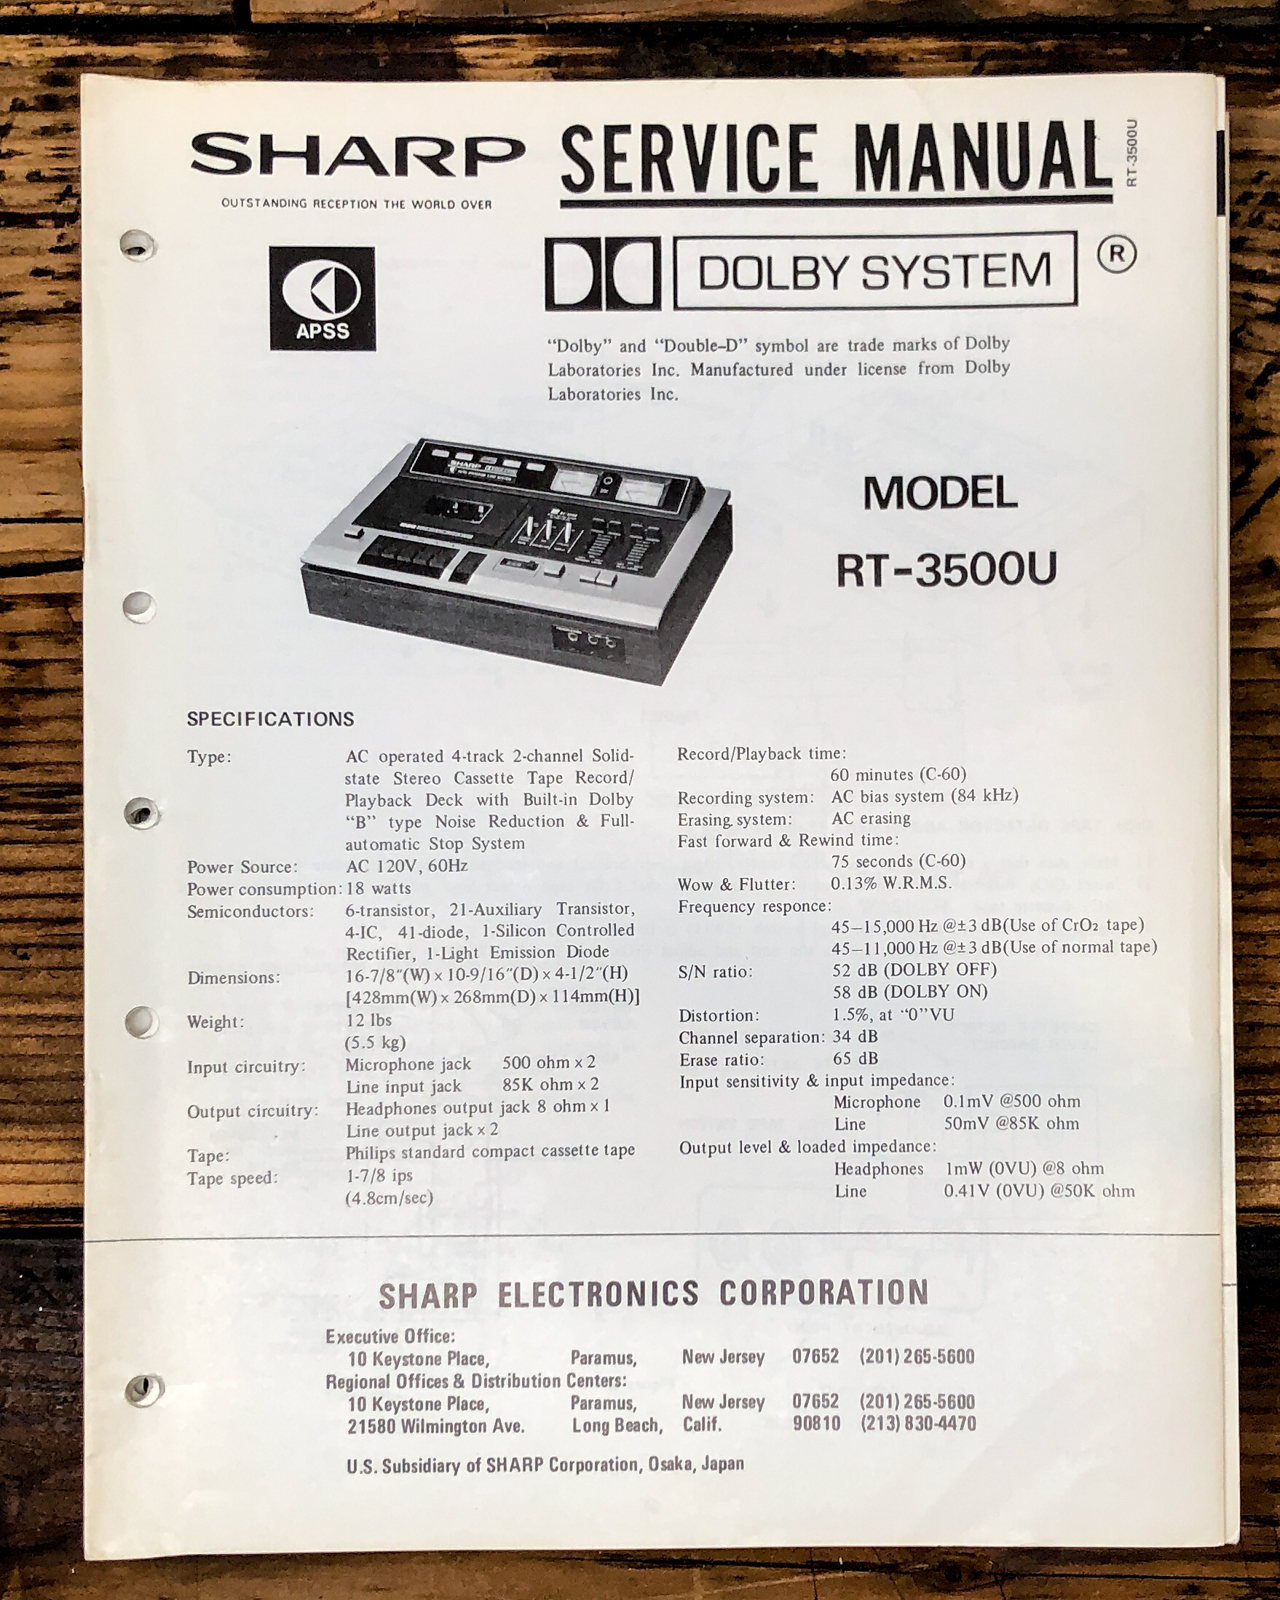 SHARP SERVICE MANUAL
RT-3500U
OUTSTANDING RECEPTION THE WORLD OVER
APSS
DOLBY SYSTEM ®
“Dolby” and “Double–D” symbol are trade marks of Dolby
Laboratories Inc. Manufactured under license from Dolby
Laboratories Inc.
SHARP
MODEL
RT-3500U
SPECIFICATIONS
Type: AC operated 4-track 2-channel Solid-
state Stereo Cassette Tape Record/
Playback Deck with Built-in Dolby
“B” type Noise Reduction & Full-
automatic Stop System
Power Source: AC 120V, 60Hz
Power consumption: 18 watts
Semiconductors: 6-transistor, 21-Auxiliary Transistor,
4-IC, 41-diode, 1-Silicon Controlled
Rectifier, 1-Light Emission Diode
Dimensions: 16-7/8″(W) x 10-9/16″(D) x 4-1/2″(H)
[428mm(W) x 268mm(D) x 114mm(H)]
Weight: 12 lbs
(5.5 kg)
Input circuitry: Microphone jack 500 ohm x 2
Line input jack 85K ohm x 2
Output circuitry: Headphones output jack 8 ohm x 1
Line output jack x 2
Tape: Philips standard compact cassette tape
Tape speed: 1-7/8 ips
(4.8cm/sec)
Record/Playback time:
60 minutes (C-60)
Recording system: AC bias system (84 kHz)
Erasing system: AC erasing
Fast forward & Rewind time:
75 seconds (C-60)
Wow & Flutter: 0.13% W.R.M.S.
Frequency responce:
45–15,000 Hz @±3 dB(Use of CrO₂ tape)
45–11,000 Hz @±3 dB(Use of normal tape)
S/N ratio: 52 dB (DOLBY OFF)
58 dB (DOLBY ON)
Distortion: 1.5%, at “0”VU
Channel separation: 34 dB
Erase ratio: 65 dB
Input sensitivity & input impedance:
Microphone 0.1mV @500 ohm
Line 50mV @85K ohm
Output level & loaded impedance:
Headphones 1mW (0VU) @8 ohm
Line 0.41V (0VU) @50K ohm
SHARP ELECTRONICS CORPORATION
Executive Office:
10 Keystone Place, Paramus, New Jersey 07652 (201) 265-5600
Regional Offices & Distribution Centers:
10 Keystone Place, Paramus, New Jersey 07652 (201) 265-5600
21580 Wilmington Ave. Long Beach, Calif. 90810 (213) 830-4470
U.S. Subsidiary of SHARP Corporation, Osaka, Japan